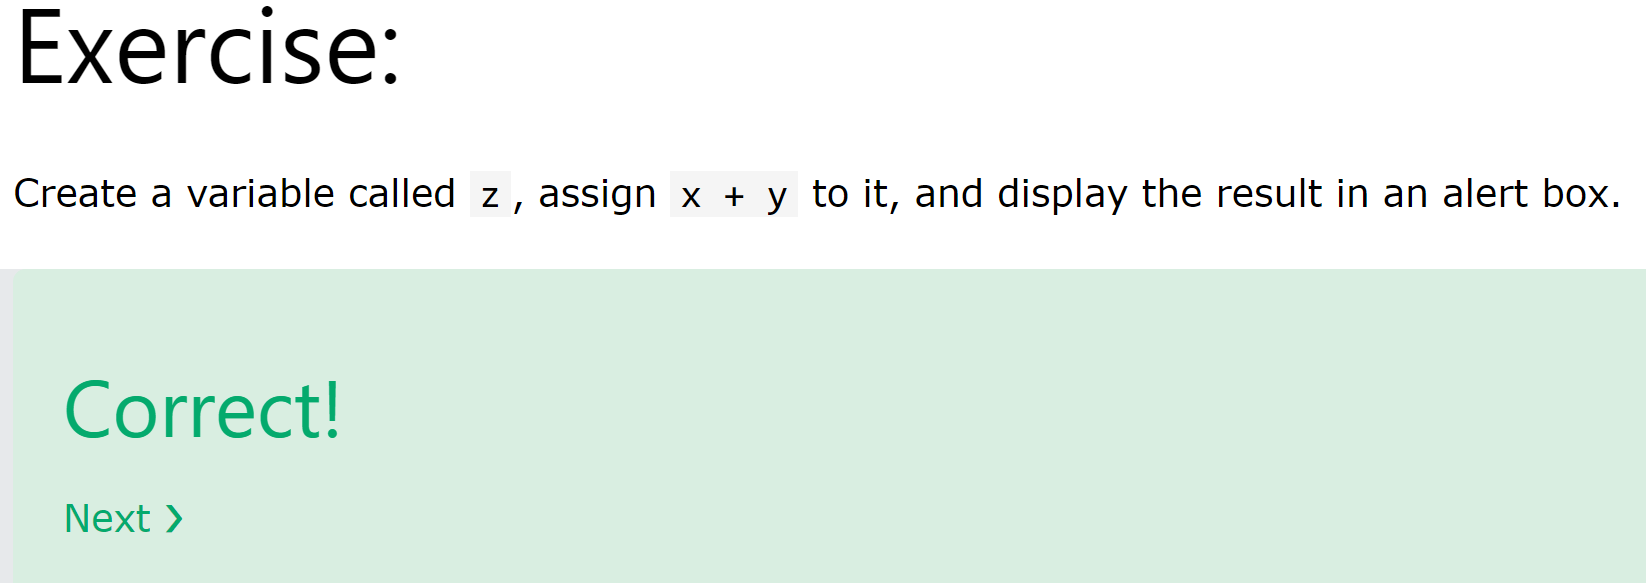 Exercise:
Create a variable called z, assign x + y to it, and display the result in an alert box.
Correct!
Next ❯